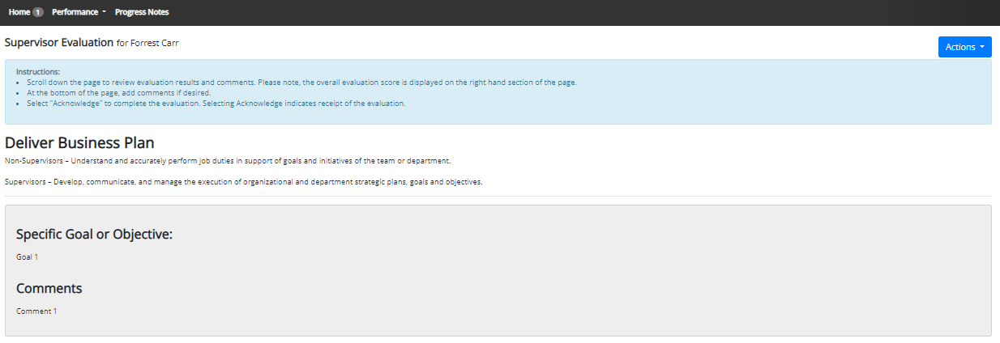 Home 1 Performance Progress Notes
Supervisor Evaluation for Forrest Carr
Actions
Instructions:
• Scroll down the page to review evaluation results and comments. Please note, the overall evaluation score is displayed on the right hand section of the page.
• At the bottom of the page, add comments if desired.
• Select "Acknowledge" to complete the evaluation. Selecting Acknowledge indicates receipt of the evaluation.
Deliver Business Plan
Non-Supervisors – Understand and accurately perform job duties in support of goals and initiatives of the team or department.
Supervisors – Develop, communicate, and manage the execution of organizational and department strategic plans, goals and objectives.
Specific Goal or Objective:
Goal 1
Comments
Comment 1